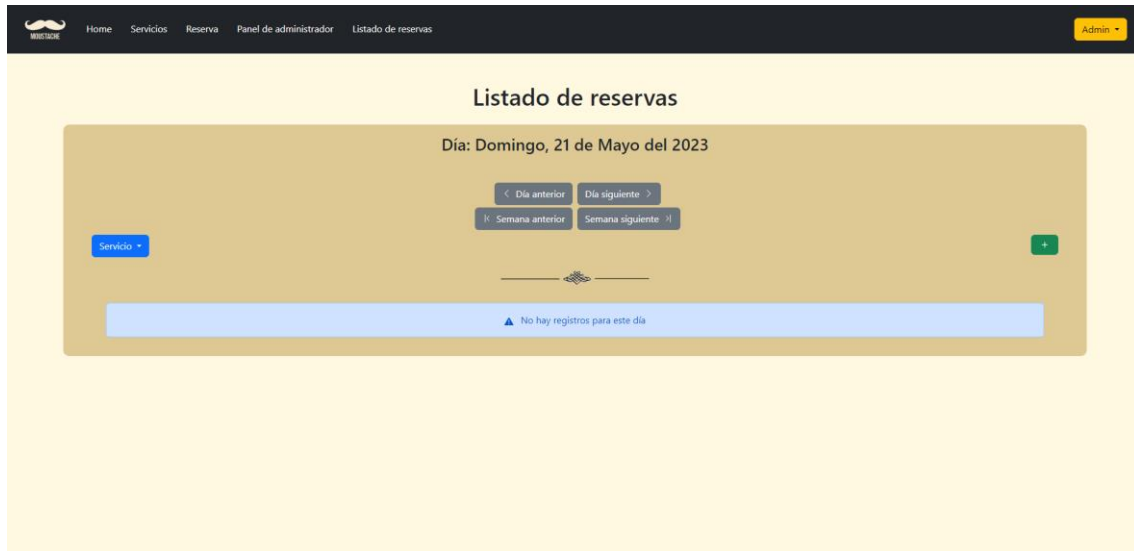 MOUSTACHE Home Servicios Reserva Panel de administrador Listado de reservas Admin
Listado de reservas
Día: Domingo, 21 de Mayo del 2023
Día anterior Día siguiente
Semana anterior Semana siguiente
Servicio +
No hay registros para este día